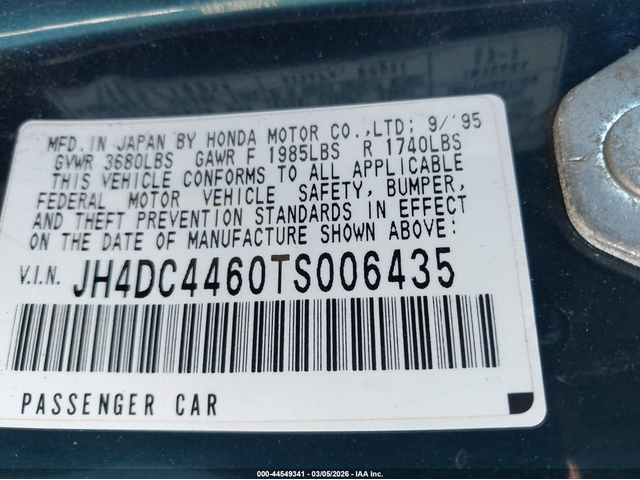 MFD. IN JAPAN BY HONDA MOTOR CO.,LTD; 9/'95
GVWR 3680LBS GAWR F 1985LBS R 1740LBS
THIS VEHICLE CONFORMS TO ALL APPLICABLE
FEDERAL MOTOR VEHICLE SAFETY, BUMPER,
AND THEFT PREVENTION STANDARDS IN EFFECT
ON THE DATE OF MANUFACTURE SHOWN ABOVE:
V.I.N. JH4DC4460TS006435
PASSENGER CAR
000-44549341 - 03/05/2026 - IAA Inc.